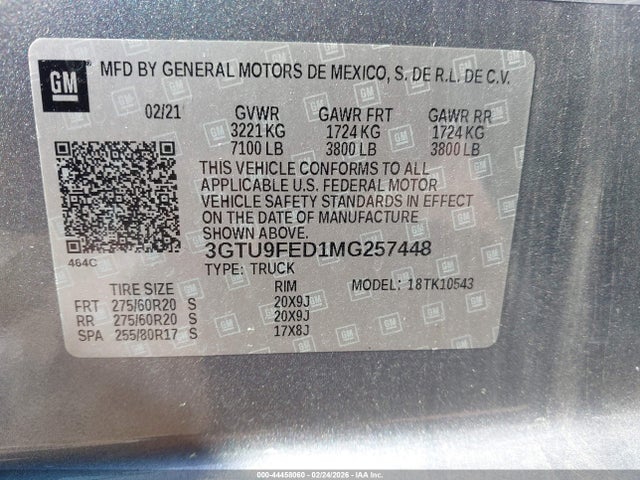 GM MFD BY GENERAL MOTORS DE MEXICO, S. DE R.L. DE C.V.
02/21 GVWR GAWR FRT GAWR RR
3221 KG 1724 KG 1724 KG
7100 LB 3800 LB 3800 LB
THIS VEHICLE CONFORMS TO ALL
APPLICABLE U.S. FEDERAL MOTOR
VEHICLE SAFETY STANDARDS IN EFFECT
ON THE DATE OF MANUFACTURE
SHOWN ABOVE.
464C 3GTU9FED1MG257448
TYPE: TRUCK
TIRE SIZE RIM MODEL: 18TK10543
FRT 275/60R20 S 20X9J
RR 275/60R20 S 20X9J
SPA 255/80R17 S 17X8J
000-44458060 - 02/24/2026 - IAAI.COM